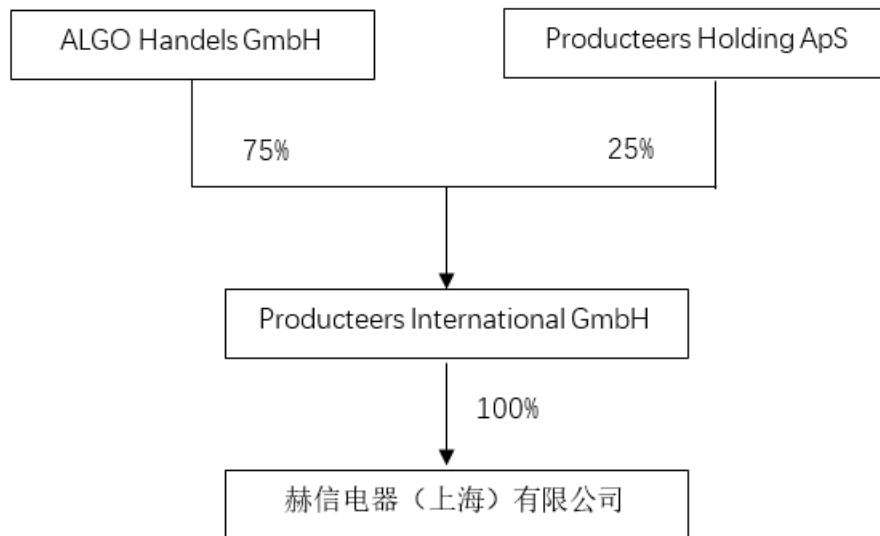 ALGO Handels GmbH
Producteers Holding ApS
75%
25%
Producteers International GmbH
100%
赫信电器（上海）有限公司